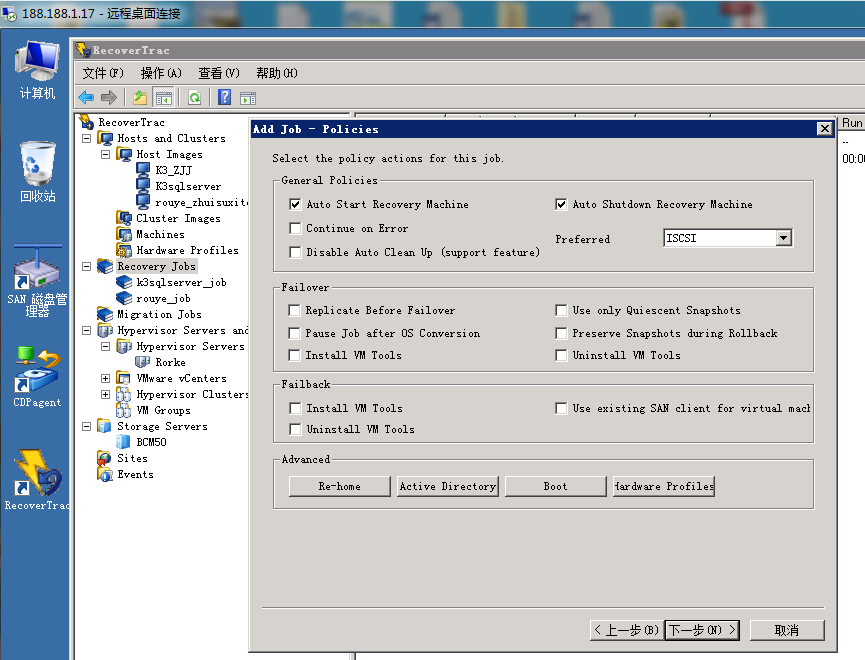 188.188.1.17 - 远程桌面连接
计算机
回收站
SAN 磁盘管理器
CDPagent
RecoverTrac
RecoverTrac
文件(F) 操作(A) 查看(V) 帮助(H)
RecoverTrac
Hosts and Clusters
Host Images
K3_ZJJ
K3sqlserver
rouye_zhuisuxit
Cluster Images
Machines
Hardware Profiles
Recovery Jobs
k3sqlserver_job
rouye_job
Migration Jobs
Hypervisor Servers and
Hypervisor Servers
Rorke
VMware vCenters
Hypervisor Clusters
VM Groups
Storage Servers
BCM50
Sites
Events
Run
--
00:0
Add Job - Policies
Select the policy actions for this job.
General Policies
Auto Start Recovery Machine Auto Shutdown Recovery Machine
Continue on Error
Preferred ISCSI
Disable Auto Clean Up (support feature)
Failover
Replicate Before Failover Use only Quiescent Snapshots
Pause Job after OS Conversion Preserve Snapshots during Rollback
Install VM Tools Uninstall VM Tools
Failback
Install VM Tools Use existing SAN client for virtual mach
Uninstall VM Tools
Advanced
Re-home Active Directory Boot Hardware Profiles
<上一步(B) 下一步(N) > 取消